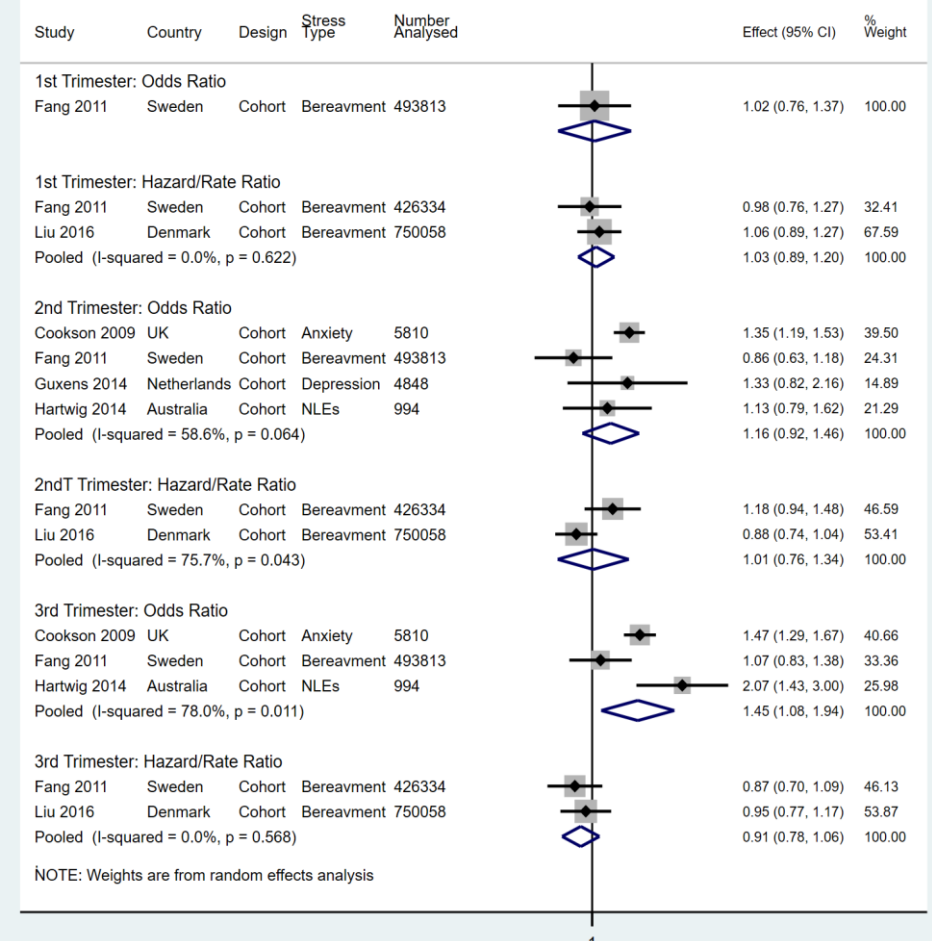 Study Country Design Stress Type Number Analysed Effect (95% CI) % Weight
1st Trimester: Odds Ratio
Fang 2011 Sweden Cohort Bereavment 493813 1.02 (0.76, 1.37) 100.00
1st Trimester: Hazard/Rate Ratio
Fang 2011 Sweden Cohort Bereavment 426334 0.98 (0.76, 1.27) 32.41
Liu 2016 Denmark Cohort Bereavment 750058 1.06 (0.89, 1.27) 67.59
Pooled (I-squared = 0.0%, p = 0.622) 1.03 (0.89, 1.20) 100.00
2nd Trimester: Odds Ratio
Cookson 2009 UK Cohort Anxiety 5810 1.35 (1.19, 1.53) 39.50
Fang 2011 Sweden Cohort Bereavment 493813 0.86 (0.63, 1.18) 24.31
Guxens 2014 Netherlands Cohort Depression 4848 1.33 (0.82, 2.16) 14.89
Hartwig 2014 Australia Cohort NLEs 994 1.13 (0.79, 1.62) 21.29
Pooled (I-squared = 58.6%, p = 0.064) 1.16 (0.92, 1.46) 100.00
2ndT Trimester: Hazard/Rate Ratio
Fang 2011 Sweden Cohort Bereavment 426334 1.18 (0.94, 1.48) 46.59
Liu 2016 Denmark Cohort Bereavment 750058 0.88 (0.74, 1.04) 53.41
Pooled (I-squared = 75.7%, p = 0.043) 1.01 (0.76, 1.34) 100.00
3rd Trimester: Odds Ratio
Cookson 2009 UK Cohort Anxiety 5810 1.47 (1.29, 1.67) 40.66
Fang 2011 Sweden Cohort Bereavment 493813 1.07 (0.83, 1.38) 33.36
Hartwig 2014 Australia Cohort NLEs 994 2.07 (1.43, 3.00) 25.98
Pooled (I-squared = 78.0%, p = 0.011) 1.45 (1.08, 1.94) 100.00
3rd Trimester: Hazard/Rate Ratio
Fang 2011 Sweden Cohort Bereavment 426334 0.87 (0.70, 1.09) 46.13
Liu 2016 Denmark Cohort Bereavment 750058 0.95 (0.77, 1.17) 53.87
Pooled (I-squared = 0.0%, p = 0.568) 0.91 (0.78, 1.06) 100.00
NOTE: Weights are from random effects analysis